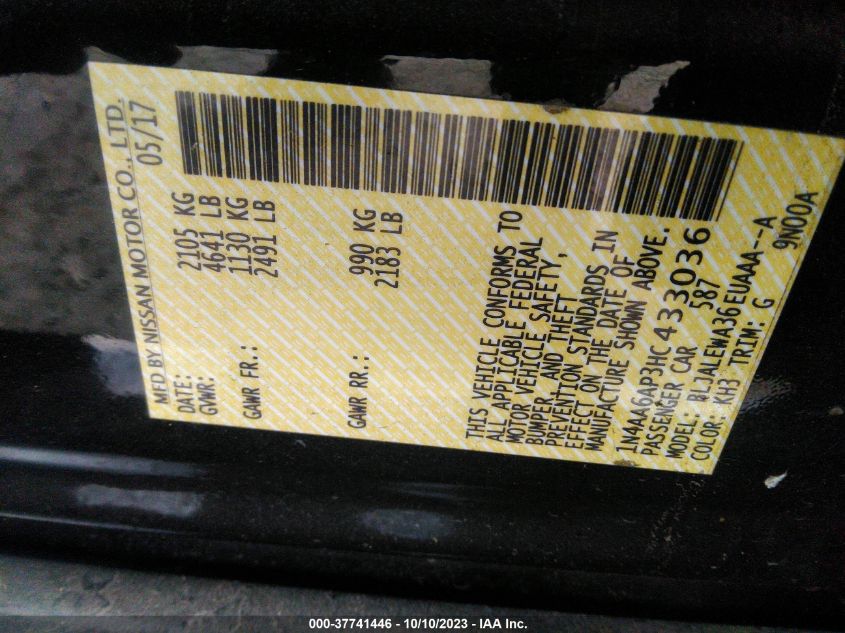 MFD BY NISSAN MOTOR CO., LTD.
DATE: 05/17
GVWR: 2105 KG
4641 LB
GAWR FR.: 1130 KG
2491 LB
GAWR RR.: 990 KG
2183 LB
THIS VEHICLE CONFORMS TO
ALL APPLICABLE FEDERAL
MOTOR VEHICLE SAFETY,
BUMPER, AND THEFT
PREVENTION STANDARDS IN
EFFECT ON THE DATE OF
MANUFACTURE SHOWN ABOVE.
1N4AA6AP3HC433036
PASSENGER CAR 587
MODEL: BLJALEWA36EUAAA--A
COLOR: KH3 TRIM: G 9N00A
000-37741446 - 10/10/2023 - IAA Inc.